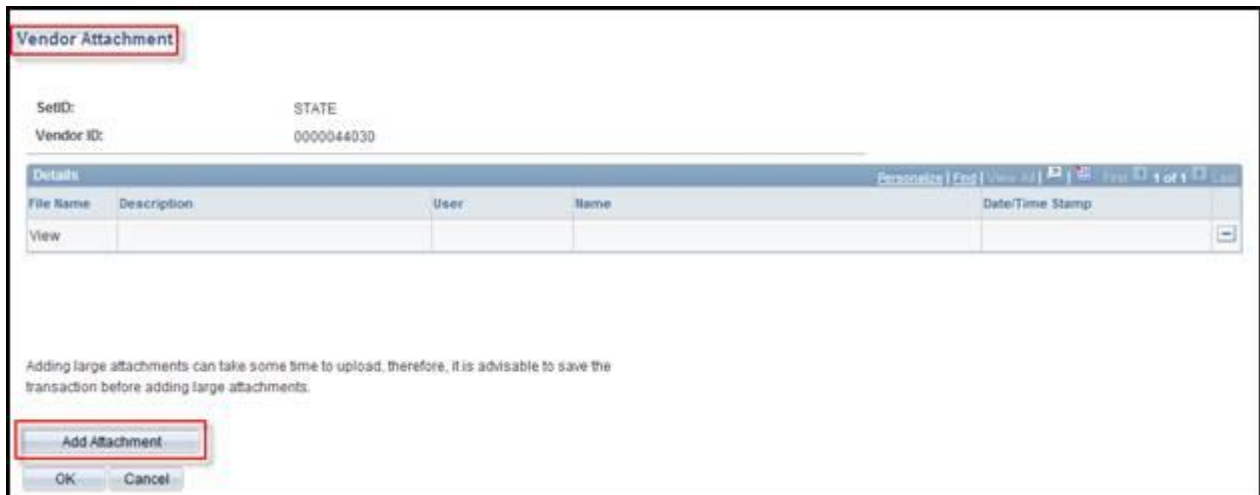 Vendor Attachment
SetID: STATE
Vendor ID: 0000044030
Details Personalize | Find | View All | | First 1 of 1 Last
File Name Description User Name Date/Time Stamp
View
Adding large attachments can take some time to upload, therefore, it is advisable to save the
transaction before adding large attachments.
Add Attachment
OK Cancel